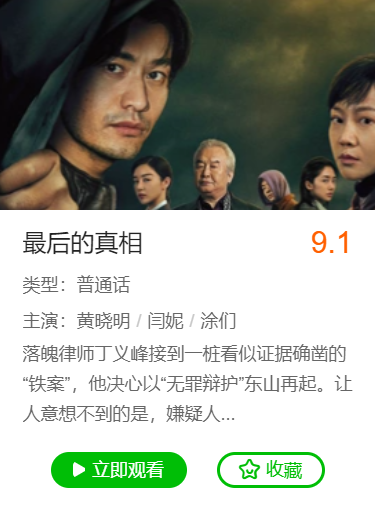 最后的真相
9.1
类型：普通话
主演：黄晓明 / 闫妮 / 涂们
落魄律师丁义峰接到一桩看似证据确凿的
“铁案”，他决心以“无罪辩护”东山再起。让
人意想不到的是，嫌疑人...
立即观看
收藏